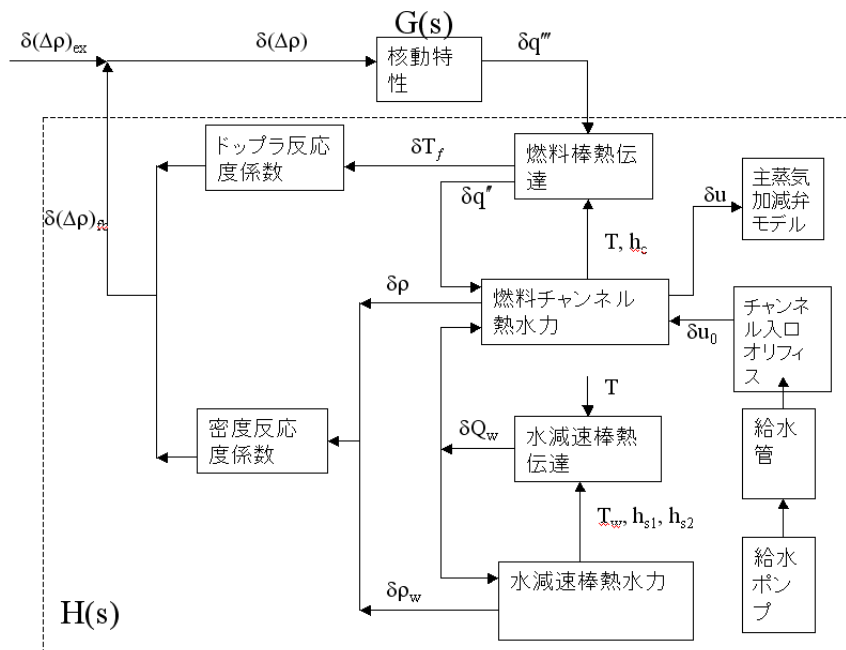 G(s)
δ(Δρ)ex
δ(Δρ)
核動特
性
δq'''
ドップラ反応
度係数
δTf
燃料棒熱伝
達
δq''
δu
主蒸気
加減弁
モデル
δ(Δρ)fb
T, hc
δρ
燃料チャンネル
熱水力
δu0
チャンネ
ル入口
オリフィ
ス
T
密度反応
度係数
δQw
水減速棒熱
伝達
給水
管
Tw, hs1, hs2
δρw
水減速棒熱水力
給水
ポン
プ
H(s)